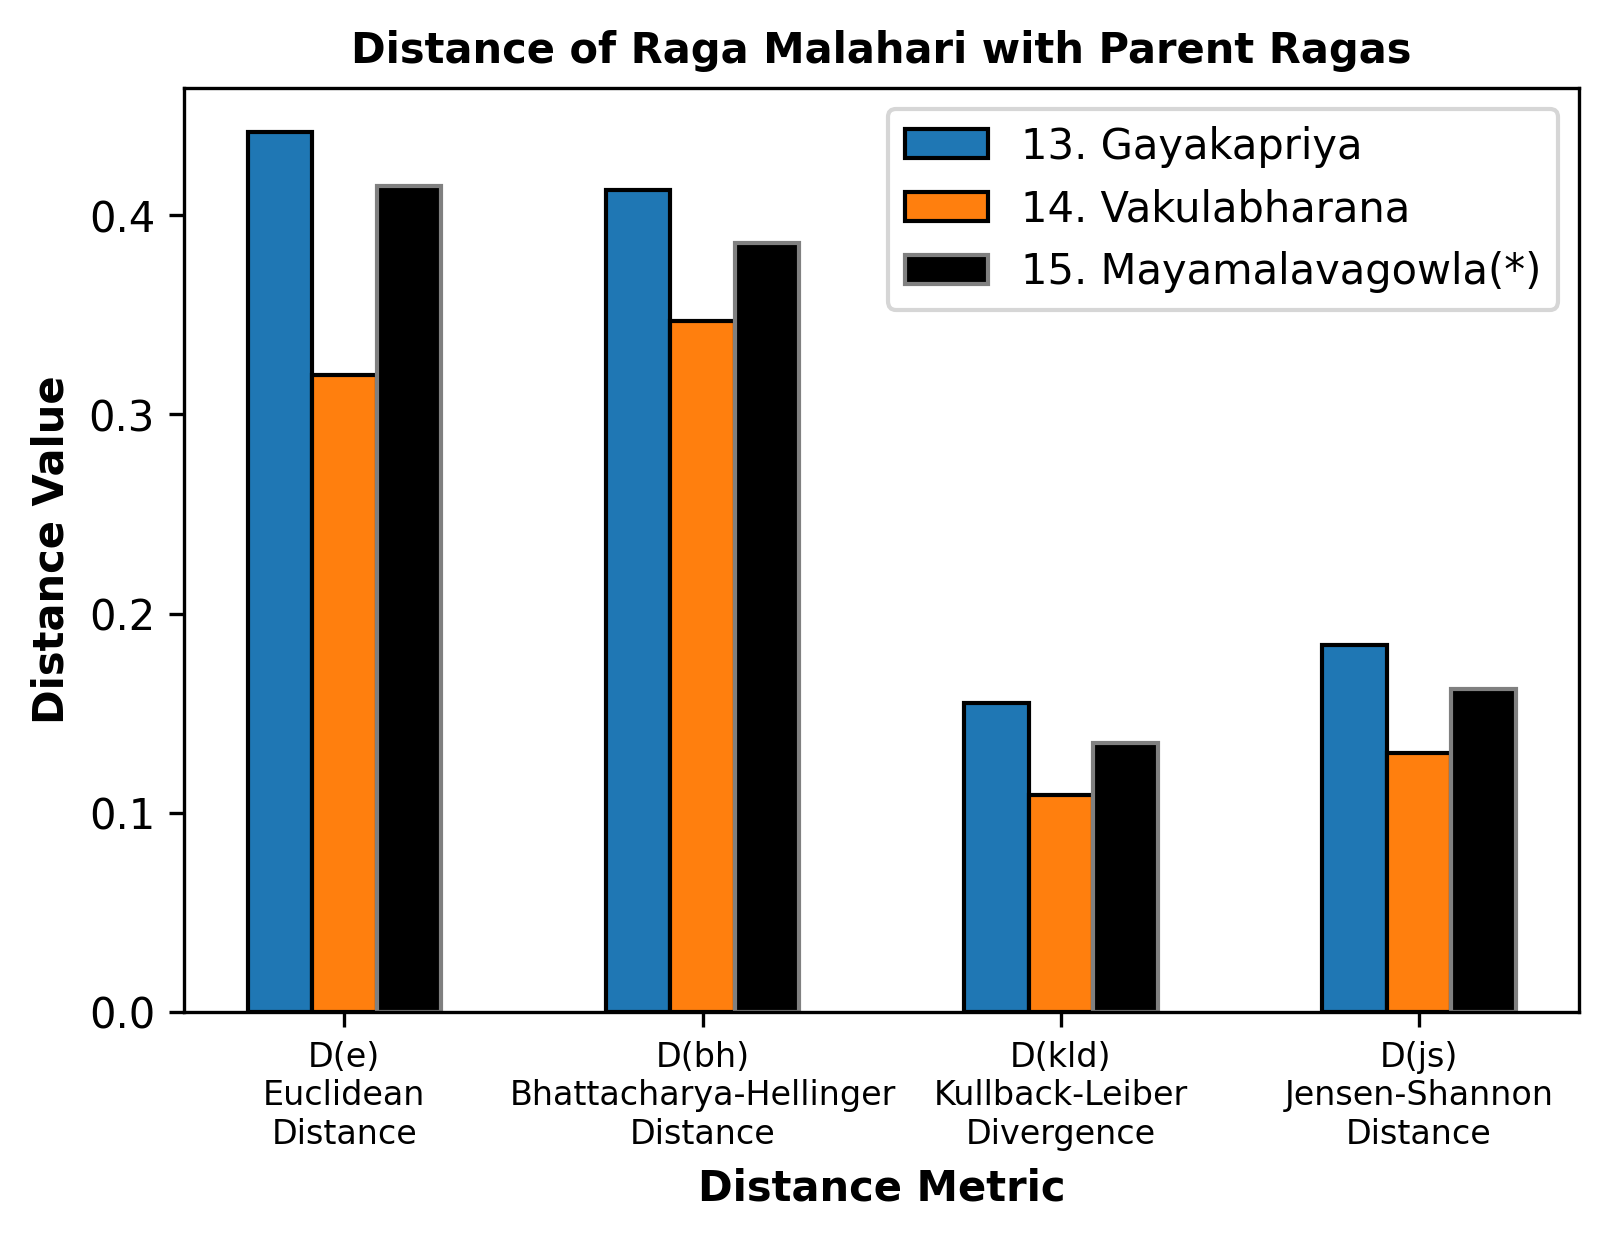 Distance of Raga Malahari with Parent Ragas
13. Gayakapriya
14. Vakulabharana
15. Mayamalavagowla(*)
Distance Value
0.4
0.3
0.2
0.1
0.0
D(e)
Euclidean
Distance
D(bh)
Bhattacharya-Hellinger
Distance
D(kld)
Kullback-Leiber
Divergence
D(js)
Jensen-Shannon
Distance
Distance Metric